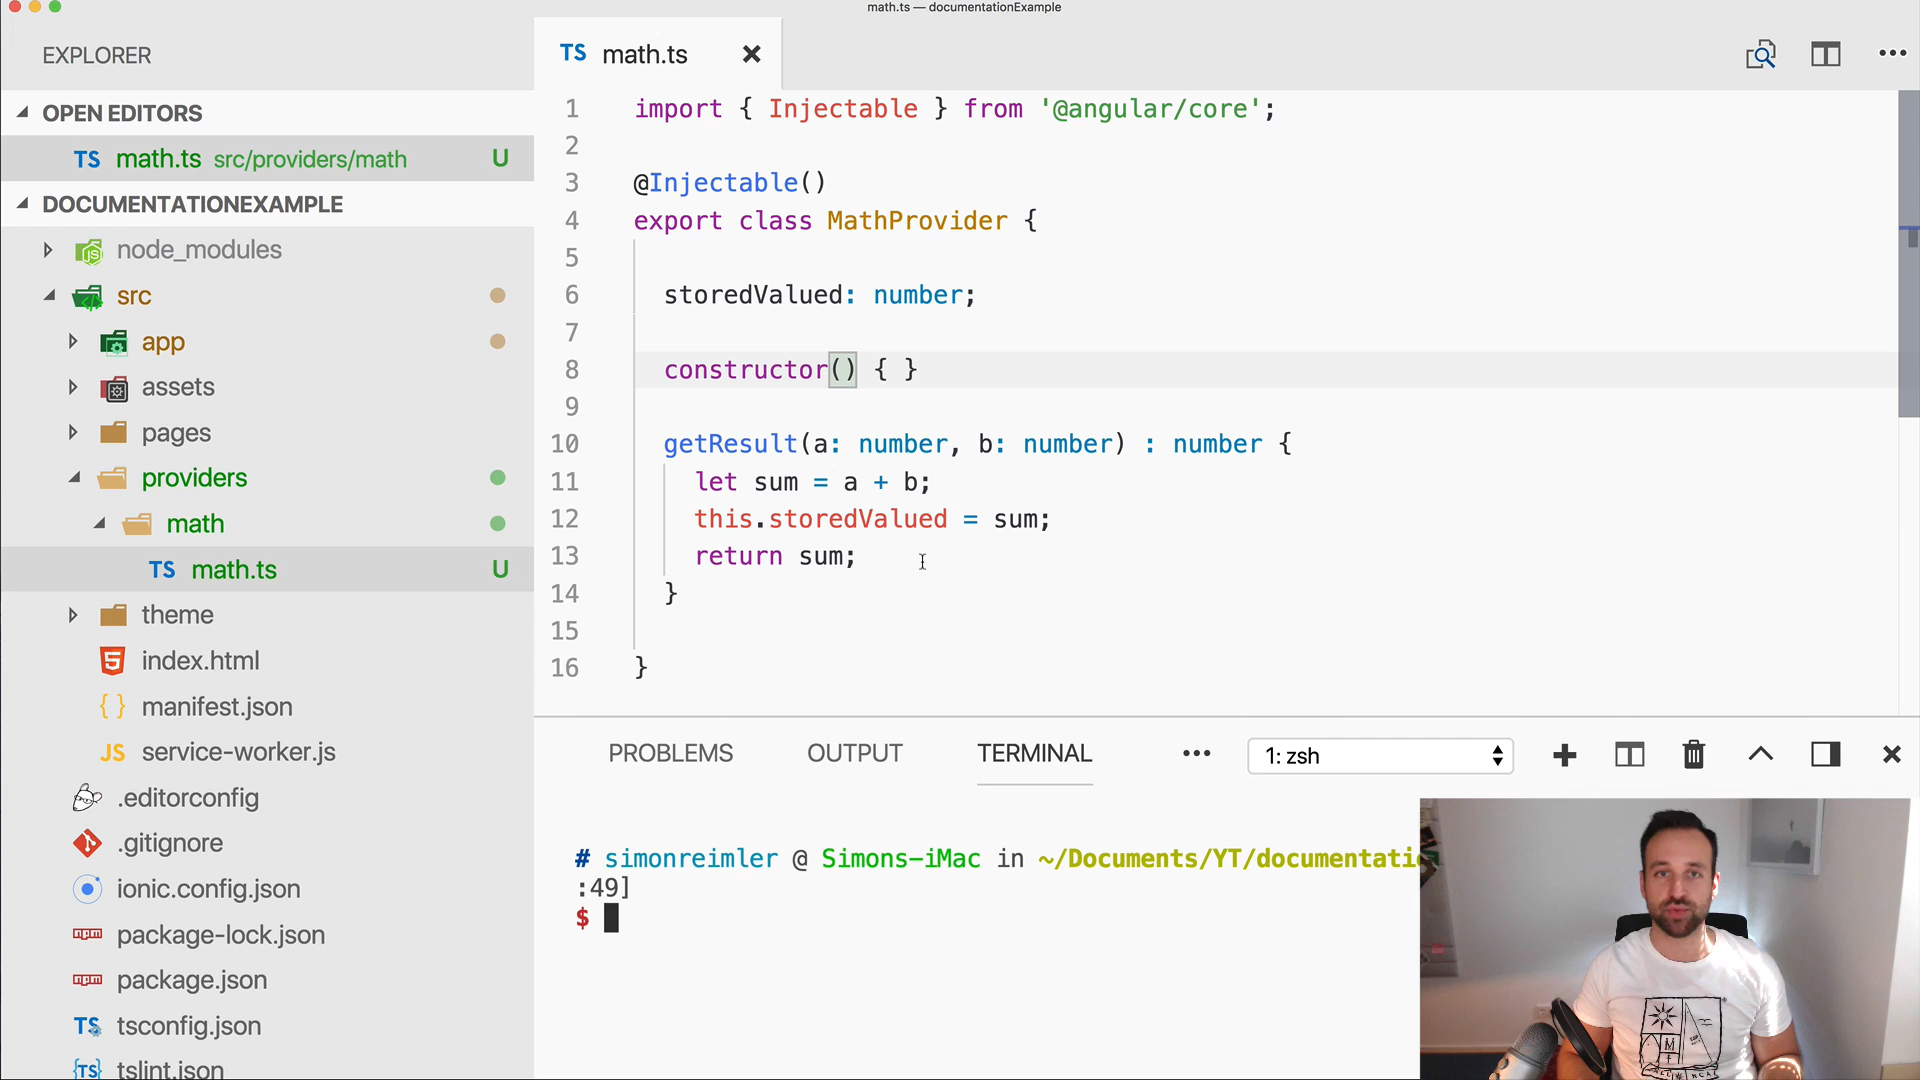 math.ts — documentationExample
EXPLORER
OPEN EDITORS
TS math.ts src/providers/math U
DOCUMENTATIONEXAMPLE
node_modules
src
app
assets
pages
providers
math
TS math.ts U
theme
index.html
manifest.json
JS service-worker.js
.editorconfig
.gitignore
ionic.config.json
package-lock.json
package.json
TS tsconfig.json
{TS} tslint.json
TS math.ts
1 import { Injectable } from '@angular/core';
2
3 @Injectable()
4 export class MathProvider {
5
6 storedValued: number;
7
8 constructor() { }
9
10 getResult(a: number, b: number) : number {
11 let sum = a + b;
12 this.storedValued = sum;
13 return sum;
14 }
15
16 }
PROBLEMS OUTPUT TERMINAL ••• 1: zsh
# simonreimler @ Simons-iMac in ~/Documents/YT/documentatio
:49]
$